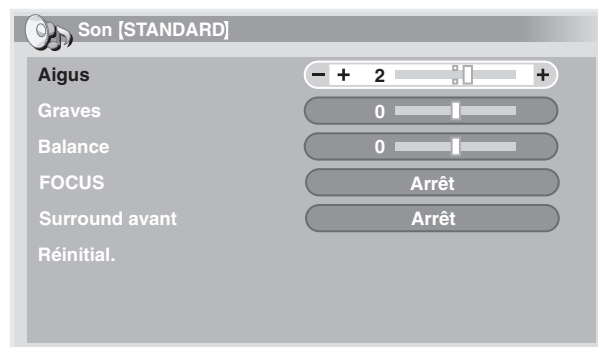 Son [STANDARD]
Aigus − + 2 +
Graves 0
Balance 0
FOCUS Arrêt
Surround avant Arrêt
Réinitial.